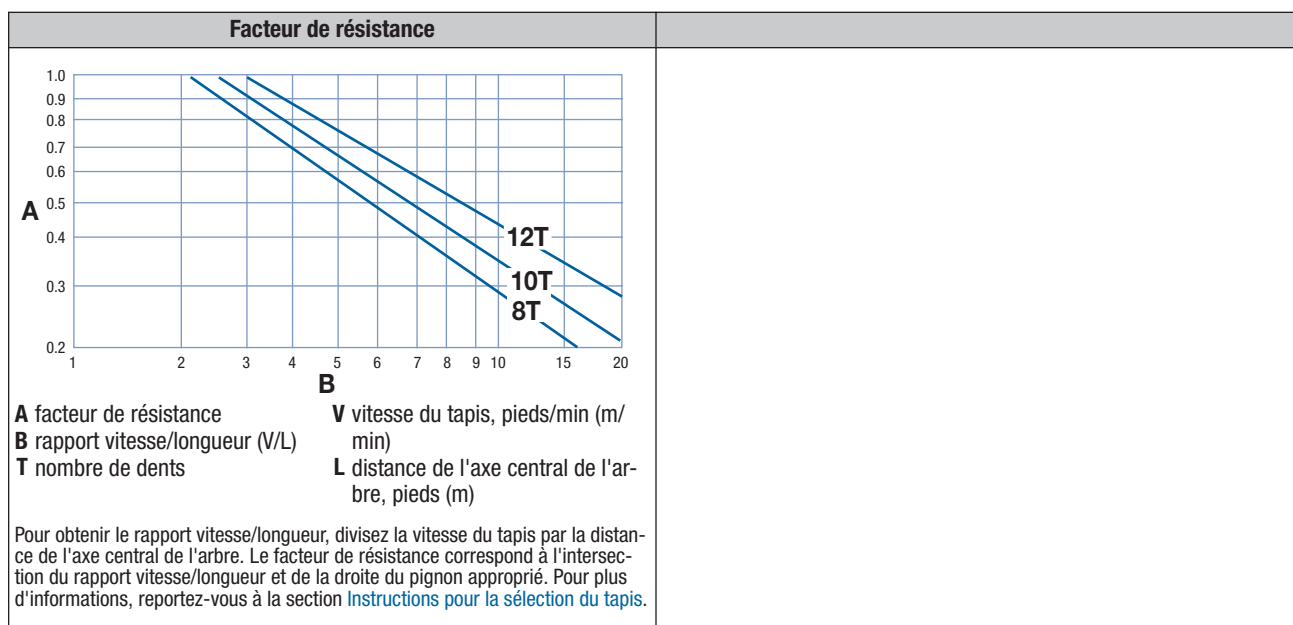 Facteur de résistance
1.0
0.9
0.8
0.7
0.6
A 0.5
0.4
0.3
0.2
12T
10T
8T
1 2 3 4 5 6 7 8 9 10 15 20
B
A facteur de résistance
B rapport vitesse/longueur (V/L)
T nombre de dents
V vitesse du tapis, pieds/min (m/
min)
L distance de l'axe central de l'ar-
bre, pieds (m)
Pour obtenir le rapport vitesse/longueur, divisez la vitesse du tapis par la distan-
ce de l'axe central de l'arbre. Le facteur de résistance correspond à l'intersec-
tion du rapport vitesse/longueur et de la droite du pignon approprié. Pour plus
d'informations, reportez-vous à la section Instructions pour la sélection du tapis.